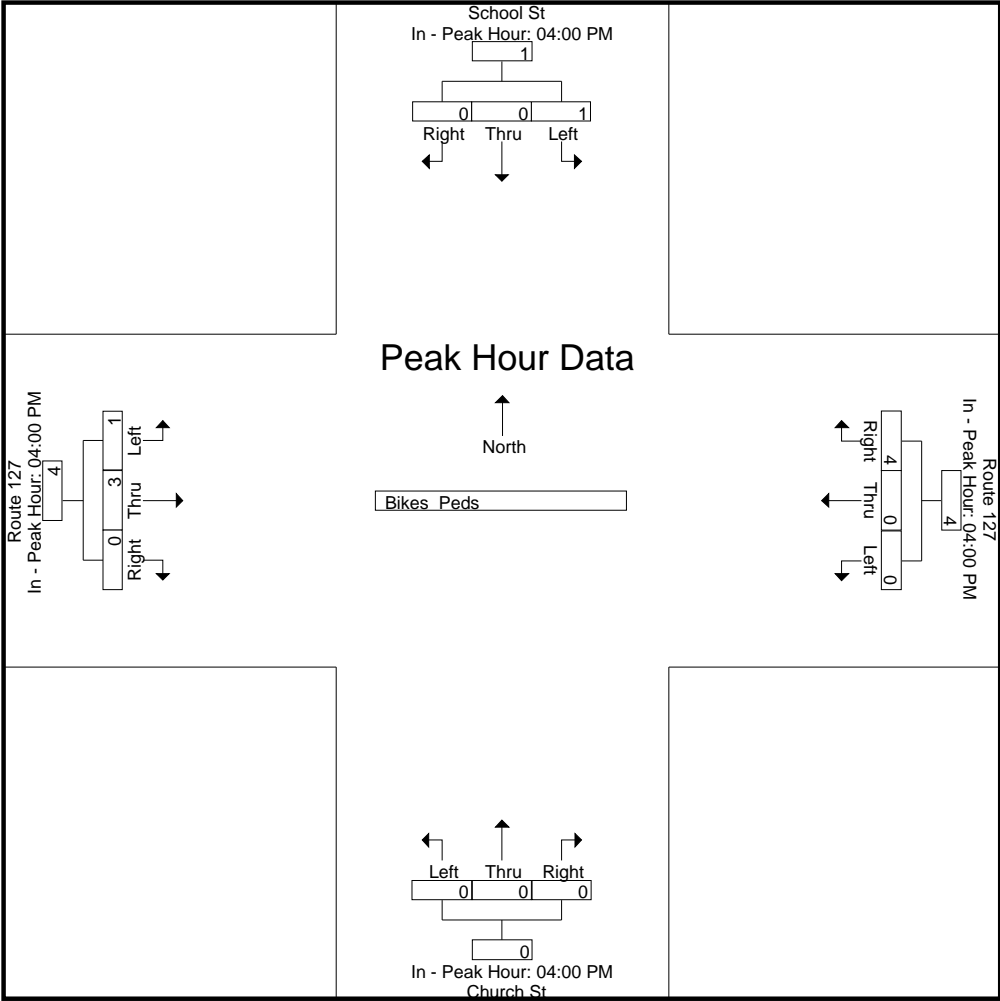 School St
In - Peak Hour: 04:00 PM
1
0 0 1
Right Thru Left
Peak Hour Data
North
Bikes Peds
Route 127
In - Peak Hour: 04:00 PM
4
1 3 0
Left Thru Right
Route 127
In - Peak Hour: 04:00 PM
4
4 0 0
Right Thru Left
Left Thru Right
0 0 0
0
In - Peak Hour: 04:00 PM
Church St